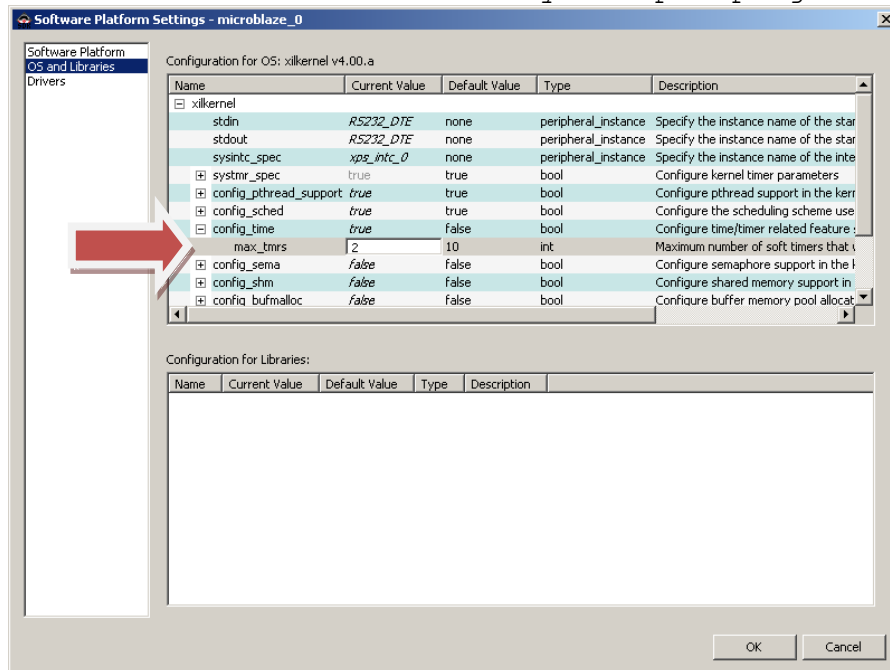 Software Platform Settings - microblaze_0
Software Platform
OS and Libraries
Drivers
Configuration for OS: xilkernel v4.00.a
Name Current Value Default Value Type Description
xilkernel
stdin RS232_DTE none peripheral_instance Specify the instance name of the star
stdout RS232_DTE none peripheral_instance Specify the instance name of the star
sysintc_spec xps_intc_0 none peripheral_instance Specify the instance name of the inte
systmr_spec true true bool Configure kernel timer parameters
config_pthread_support true true bool Configure pthread support in the kerr
config_sched true true bool Configure the scheduling scheme use
config_time true false bool Configure time/timer related feature
max_tmrs 2 10 int Maximum number of soft timers that
config_sema false false bool Configure semaphore support in the
config_shm false false bool Configure shared memory support in
config_bufmalloc false false bool Configure buffer memory pool allocat
Configuration for Libraries:
Name Current Value Default Value Type Description
OK Cancel